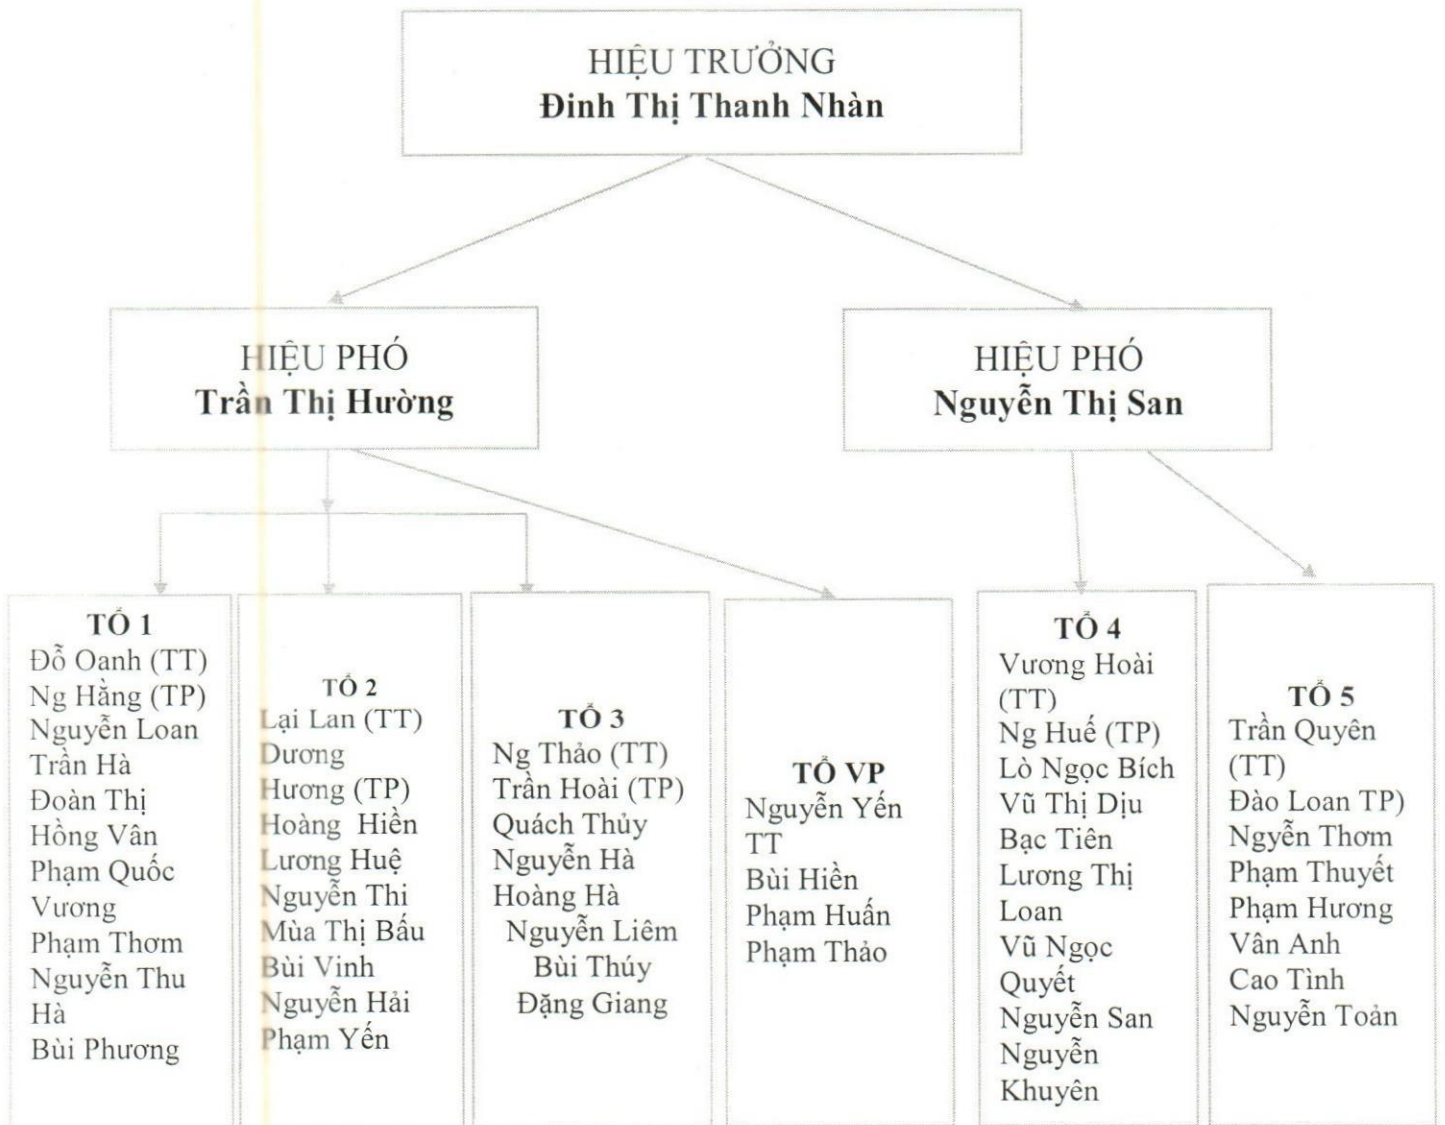 HIỆU TRƯỞNG
Đinh Thị Thanh Nhàn
HIỆU PHÓ
Trần Thị Hường
HIỆU PHÓ
Nguyễn Thị San
TỔ 1
Đỗ Oanh (TT)
Ng Hằng (TP)
Nguyễn Loan
Trần Hà
Đoàn Thị
Hồng Vân
Phạm Quốc
Vương
Phạm Thơm
Nguyễn Thu
Hà
Bùi Phương
TỔ 2
Lại Lan (TT)
Dương
Hương (TP)
Hoàng Hiền
Lương Huệ
Nguyễn Thi
Mùa Thị Bấu
Bùi Vinh
Nguyễn Hải
Phạm Yến
TỔ 3
Ng Thảo (TT)
Trần Hoài (TP)
Quách Thủy
Nguyễn Hà
Hoàng Hà
Nguyễn Liêm
Bùi Thúy
Đặng Giang
TỔ VP
Nguyễn Yến
TT
Bùi Hiền
Phạm Huấn
Phạm Thảo
TỔ 4
Vương Hoài
(TT)
Ng Huế (TP)
Lò Ngọc Bích
Vũ Thị Dịu
Bạc Tiên
Lương Thị
Loan
Vũ Ngọc
Quyết
Nguyễn San
Nguyễn
Khuyên
TỔ 5
Trần Quyên
(TT)
Đào Loan TP)
Ngyễn Thơm
Phạm Thuyết
Phạm Hương
Vân Anh
Cao Tình
Nguyễn Toản